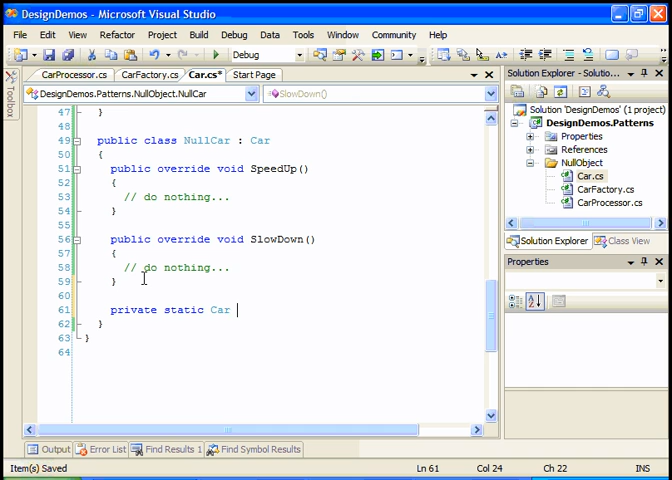 DesignDemos - Microsoft Visual Studio
File Edit View Refactor Project Build Debug Data Tools Window Community Help
Debug
CarProcessor.cs CarFactory.cs Car.cs* Start Page
DesignDemos.Patterns.NullObject.NullCar SlowDown()
Toolbox
47 }
48
49 public class NullCar : Car
50 {
51 public override void SpeedUp()
52 {
53 // do nothing...
54 }
55
56 public override void SlowDown()
57 {
58 // do nothing...
59 }
60
61 private static Car
62 }
63 }
64
Solution Explorer - Solutio...
Solution 'DesignDemos' (1 project)
DesignDemos.Patterns
Properties
References
NullObject
Car.cs
CarFactory.cs
CarProcessor.cs
Solution Explorer Class View
Properties
Output Error List Find Results 1 Find Symbol Results
Item(s) Saved Ln 61 Col 24 Ch 22 INS